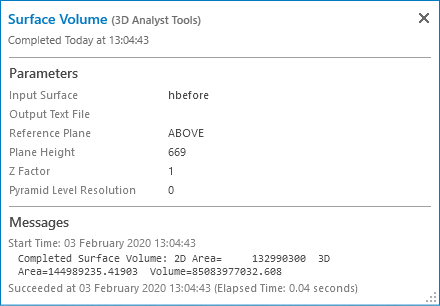 Surface Volume (3D Analyst Tools)
Completed Today at 13:04:43
Parameters
Input Surface hbefore
Output Text File
Reference Plane ABOVE
Plane Height 669
Z Factor 1
Pyramid Level Resolution 0
Messages
Start Time: 03 February 2020 13:04:43
Completed Surface Volume: 2D Area= 132990300 3D
Area=144989235.41903 Volume=85083977032.608
Succeeded at 03 February 2020 13:04:43 (Elapsed Time: 0.04 seconds)